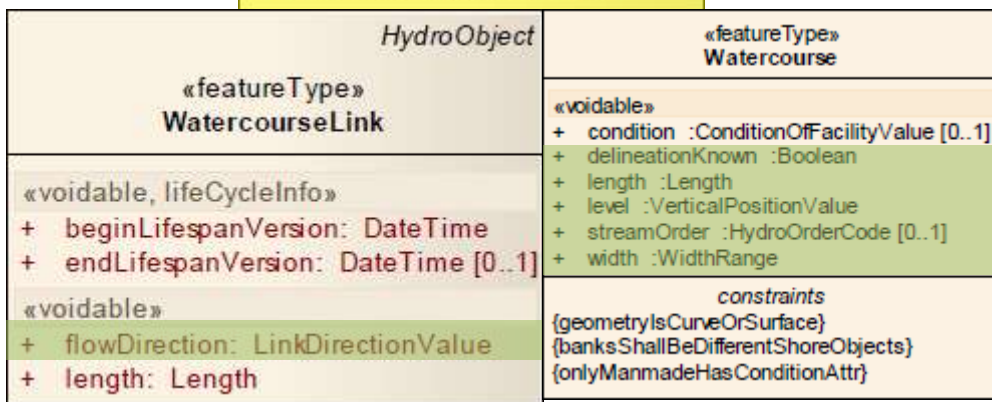 HydroObject
«featureType»
WatercourseLink
«voidable, lifeCycleInfo»
+ beginLifespanVersion: DateTime
+ endLifespanVersion: DateTime [0..1]
«voidable»
+ flowDirection: LinkDirectionValue
+ length: Length
«featureType»
Watercourse
«voidable»
+ condition :ConditionOfFacilityValue [0..1]
+ delineationKnown :Boolean
+ length :Length
+ level :VerticalPositionValue
+ streamOrder :HydroOrderCode [0..1]
+ width :WidthRange
constraints
{geometryIsCurveOrSurface}
{banksShallBeDifferentShoreObjects}
{onlyManmadeHasConditionAttr}